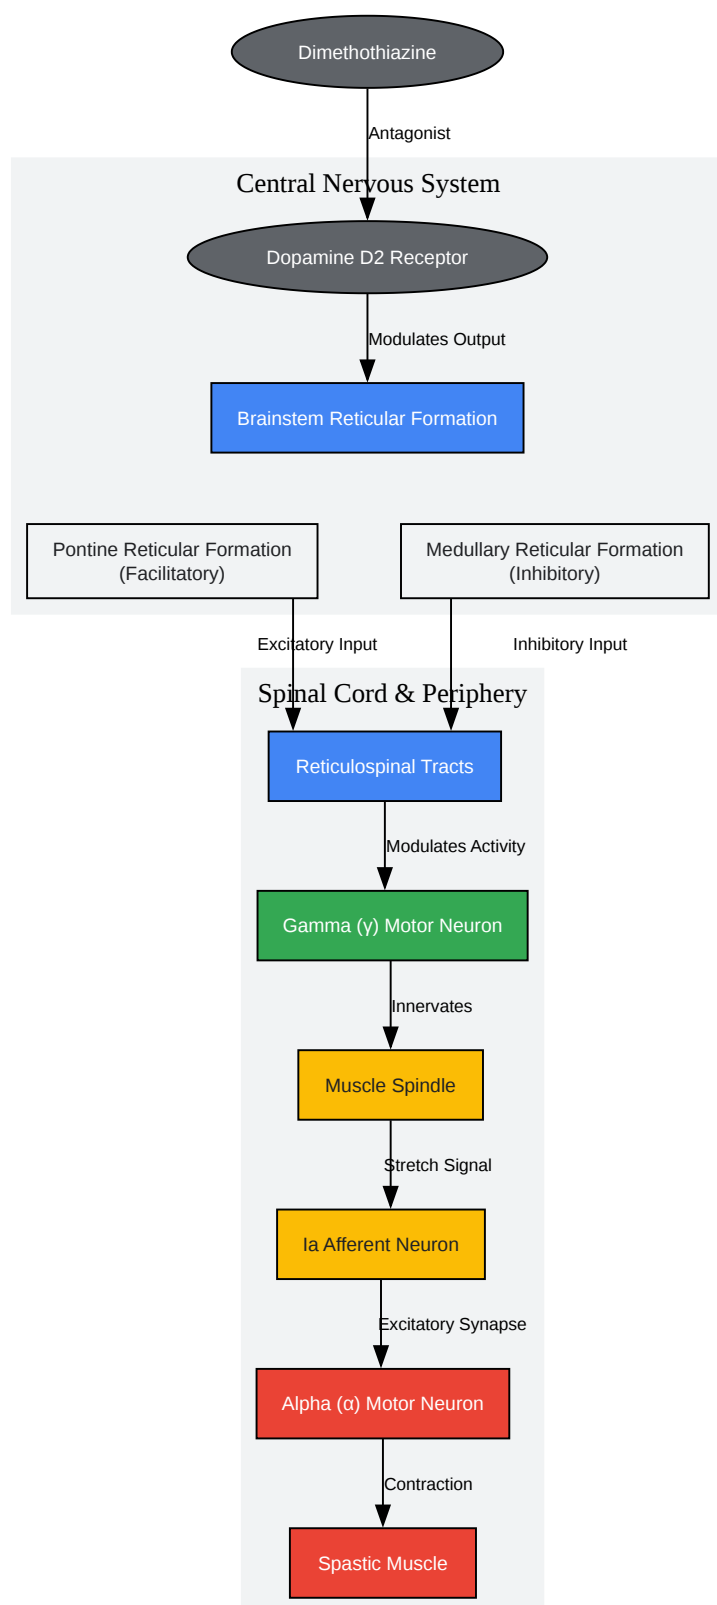 Dimethothiazine
Antagonist
Central Nervous System
Dopamine D2 Receptor
Modulates Output
Brainstem Reticular Formation
Pontine Reticular Formation
(Facilitatory)
Medullary Reticular Formation
(Inhibitory)
Excitatory Input
Inhibitory Input
Spinal Cord & Periphery
Reticulospinal Tracts
Modulates Activity
Gamma (γ) Motor Neuron
Innervates
Muscle Spindle
Stretch Signal
Ia Afferent Neuron
Excitatory Synapse
Alpha (α) Motor Neuron
Contraction
Spastic Muscle